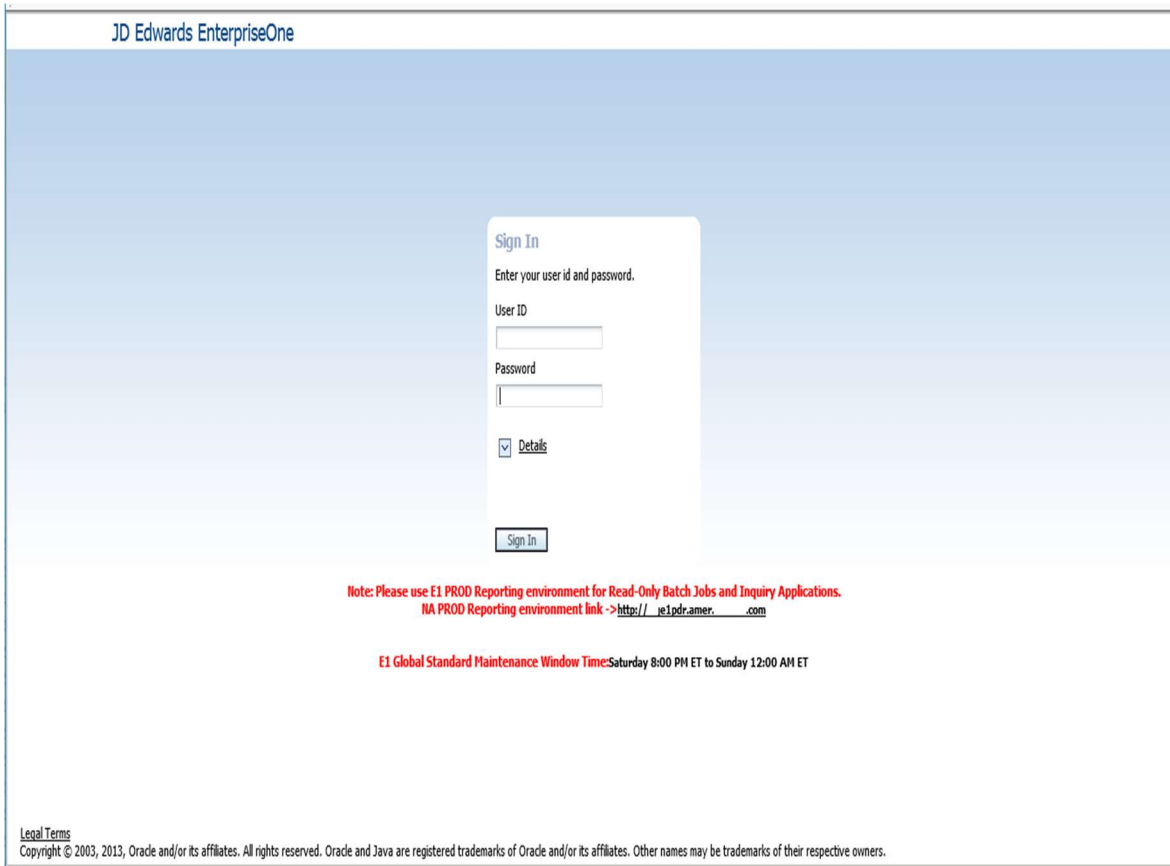 JD Edwards EnterpriseOne
Sign In
Enter your user id and password.
User ID
Password
Details
Sign In
Note: Please use E1 PROD Reporting environment for Read-Only Batch Jobs and Inquiry Applications.
NA PROD Reporting environment link ->http:// je1pdr.amer. .com
E1 Global Standard Maintenance Window Time:Saturday 8:00 PM ET to Sunday 12:00 AM ET
Legal Terms
Copyright © 2003, 2013, Oracle and/or its affiliates. All rights reserved. Oracle and Java are registered trademarks of Oracle and/or its affiliates. Other names may be trademarks of their respective owners.